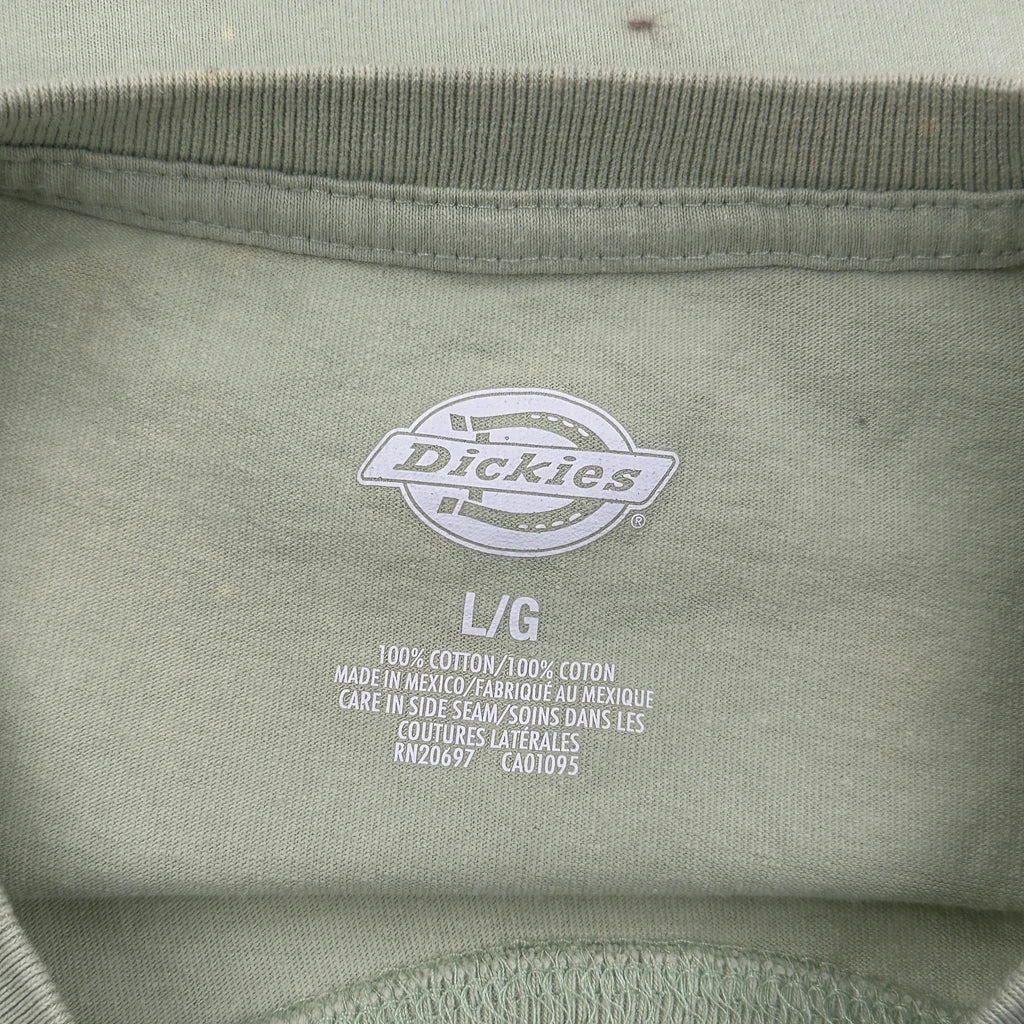 Dickies
®
L/G
100% COTTON/100% COTON
MADE IN MEXICO/FABRIQUÉ AU MEXIQUE
CARE IN SIDE SEAM/SOINS DANS LES
COUTURES LATÉRALES
RN20697 CA01095